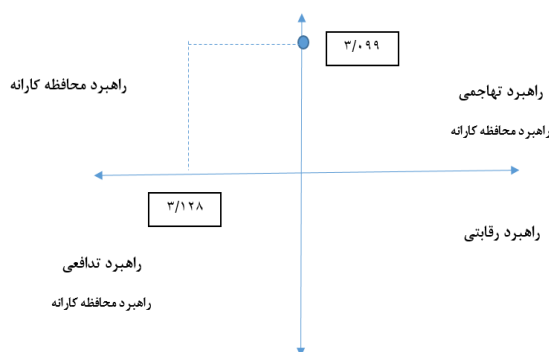 ۳/۰۹۹
راهبرد محافظه کارانه
راهبرد تهاجمی
راهبرد محافظه کارانه
۳/۱۲۸
راهبرد رقابتی
راهبرد تدافعی
راهبرد محافظه کارانه